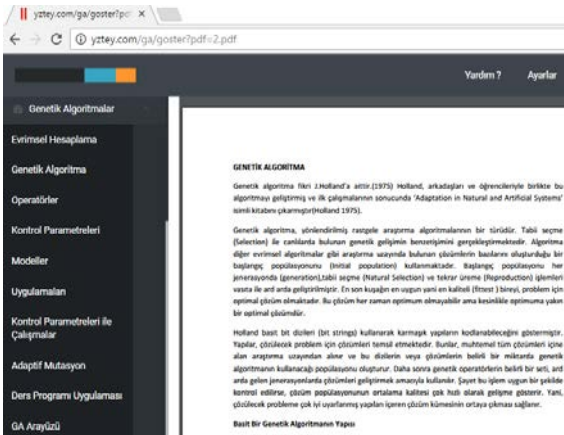 yztey.com/ga/goster?pdf
yztey.com/ga/goster?pdf=2.pdf
Yardım ?
Ayarlar
Genetik Algoritmalar
Evrimsel Hesaplama
Genetik Algoritma
Operatörler
Kontrol Parametreleri
Modeller
Uygulamaları
Kontrol Parametreleri ile
Çalışmalar
Adaptif Mutasyon
Ders Programı Uygulaması
GA Arayüzü
GENETİK ALGORİTMA
Genetik algoritma fikri J.Holland'a aittir.(1975) Holland, arkadaşları ve öğrencileriyle birlikte bu
algoritmayı geliştirmiş ve ilk çalışmalarının sonucunda 'Adaptation in Natural and Artificial Systems'
isimli kitabını çıkarmıştır(Holland 1975).
Genetik algoritma, yönlendirilmiş rastgele araştırma algoritmalarının bir türüdür. Tabii seçme
(Selection) ile canlılarda bulunan genetik gelişimin benzetişimini gerçekleştirmektedir. Algoritma
diğer evrimsel algoritmalar gibi araştırma uzayında bulunan çözümlerin bazılarını oluşturduğu bir
başlangıç popülasyonunu (Initial population) kullanmaktadır. Başlangıç popülasyonu her
jenerasyonda (generation),tabii seçme (Natural Selection) ve tekrar üreme (Reproduction) işlemleri
vasıta ile ard arda geliştirilmiştir. En son kuşağın en uygun yani en kaliteli (fittest ) bireyi, problem için
optimal çözüm olmaktadır. Bu çözüm her zaman optimum olmayabilir ama kesinlikle optimuma yakın
bir optimal çözümdür.
Holland basit bit dizileri (bit strings) kullanarak karmaşık yapıların kodlanabileceğini göstermiştir.
Yapılar, çözülecek problem için çözümleri temsil etmektedir. Bunlar, muhtemel tüm çözümleri içine
alan araştırma uzayından alınır ve bu dizilerin veya çözümlerin belirli bir miktarda genetik
algoritmanın kullanacağı popülasyonu oluşturur. Daha sonra genetik operatörlerin belirli bir seti, ard
arda gelen jenerasyonlarda çözümleri geliştirmek amacıyla kullanılır. Şayet bu işlem uygun bir şekilde
kontrol edilirse, çözüm popülasyonunun ortalama kalitesi çok hızlı olarak gelişme gösterir. Yani,
çözülecek probleme çok iyi uyarlanmış yapıları içeren çözüm kümesinin ortaya çıkması sağlanır.
Basit Bir Genetik Algoritmanın Yapısı